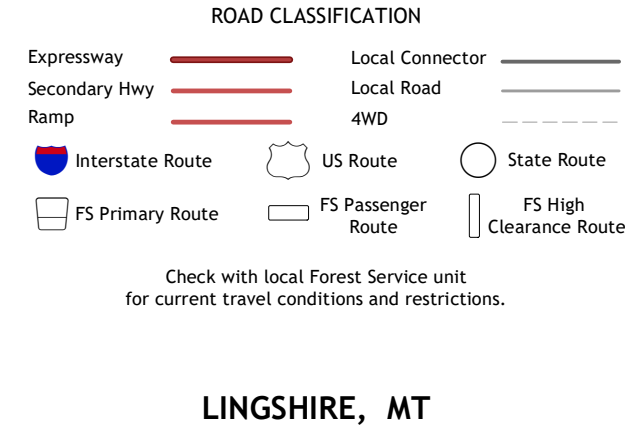 ROAD CLASSIFICATION
Expressway
Local Connector
Secondary Hwy
Local Road
Ramp
4WD
Interstate Route
US Route
State Route
FS Primary Route
FS Passenger
Route
FS High
Clearance Route
Check with local Forest Service unit
for current travel conditions and restrictions.
LINGSHIRE, MT